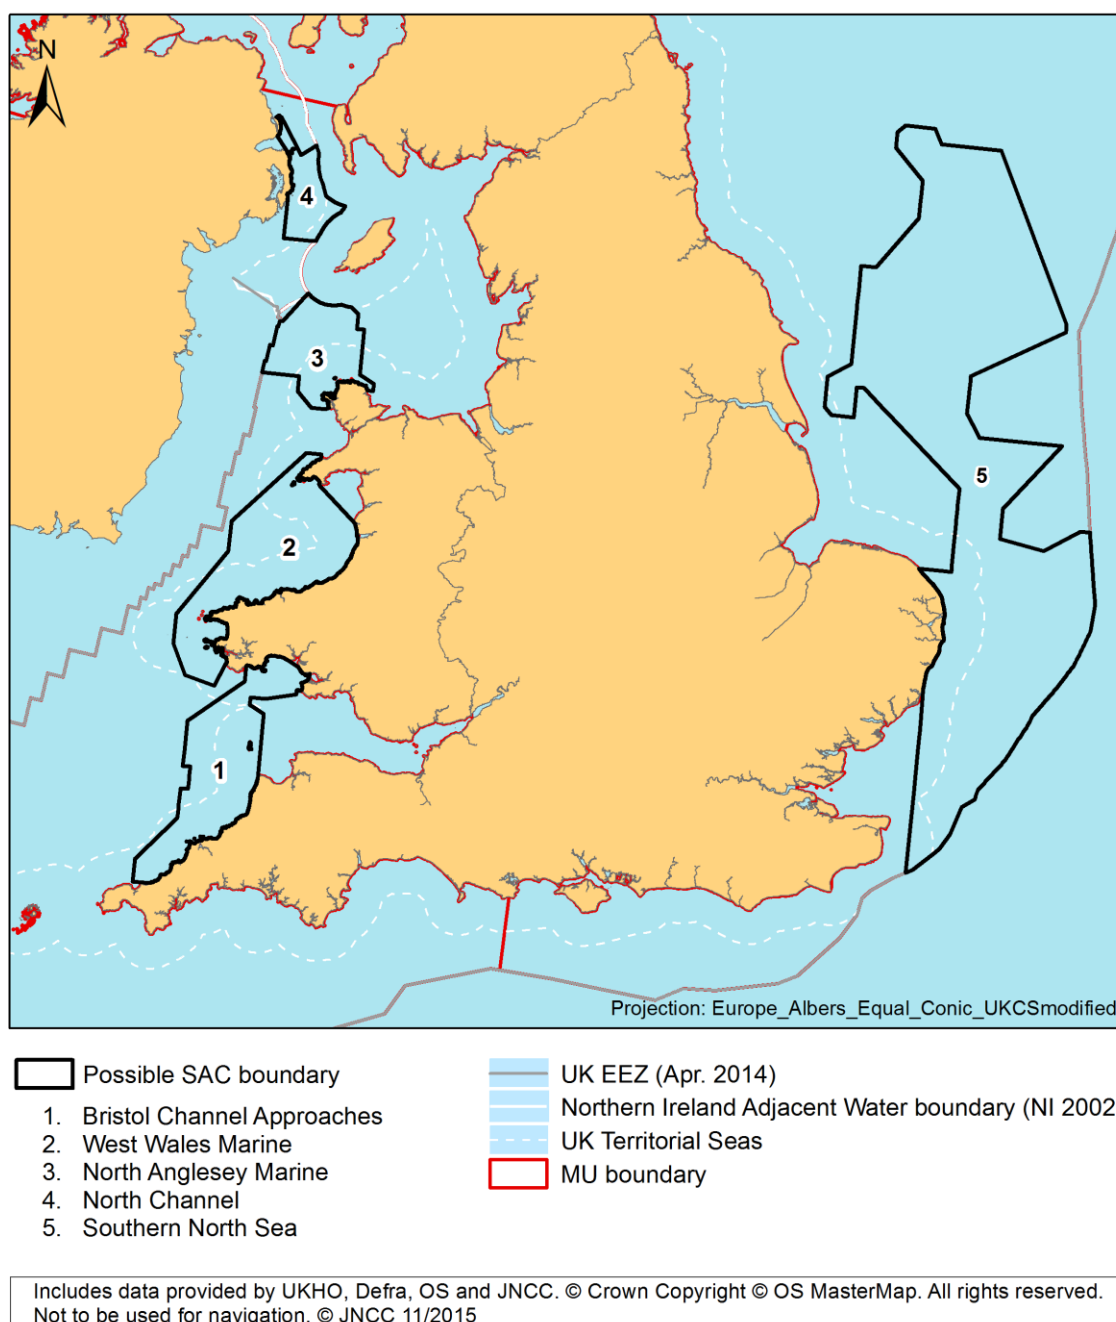 N
4
3
5
2
1
Projection: Europe_Albers_Equal_Conic_UKCSmodified
Possible SAC boundary
1. Bristol Channel Approaches
2. West Wales Marine
3. North Anglesey Marine
4. North Channel
5. Southern North Sea
UK EEZ (Apr. 2014)
Northern Ireland Adjacent Water boundary (NI 2002
UK Territorial Seas
MU boundary
Includes data provided by UKHO, Defra, OS and JNCC. © Crown Copyright © OS MasterMap. All rights reserved.
Not to be used for navigation. © JNCC 11/2015